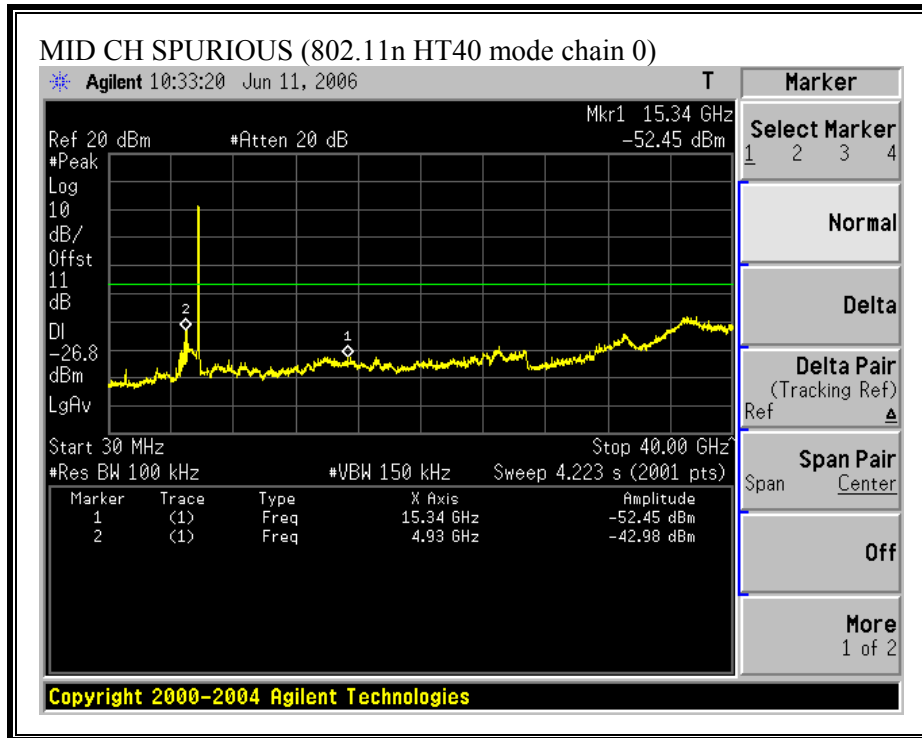 MID CH SPURIOUS (802.11n HT40 mode chain 0)
Agilent 10:33:20 Jun 11, 2006 T
Mkr1 15.34 GHz
Ref 20 dBm #Atten 20 dB -52.45 dBm
#Peak
Log
10
dB/
Offst
11
dB
DI
-26.8
dBm
LgAv
2
1
Start 30 MHz Stop 40.00 GHz^
#Res BW 100 kHz #VBW 150 kHz Sweep 4.223 s (2001 pts)
Marker Trace Type X Axis Amplitude
1 (1) Freq 15.34 GHz -52.45 dBm
2 (1) Freq 4.93 GHz -42.98 dBm
Marker
Select Marker
1 2 3 4
Normal
Delta
Delta Pair
(Tracking Ref)
Ref Δ
Span Pair
Span Center
Off
More
1 of 2
Copyright 2000-2004 Agilent Technologies